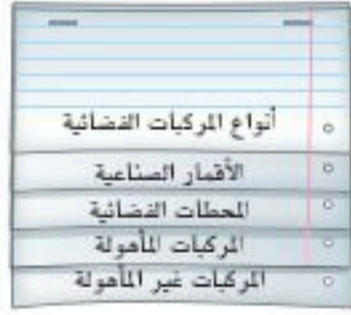 أنواع المركبات الفضائية
الأقمار الصناعية
المحطات الفضائية
المركبات المأهولة
المركبات غير المأهولة